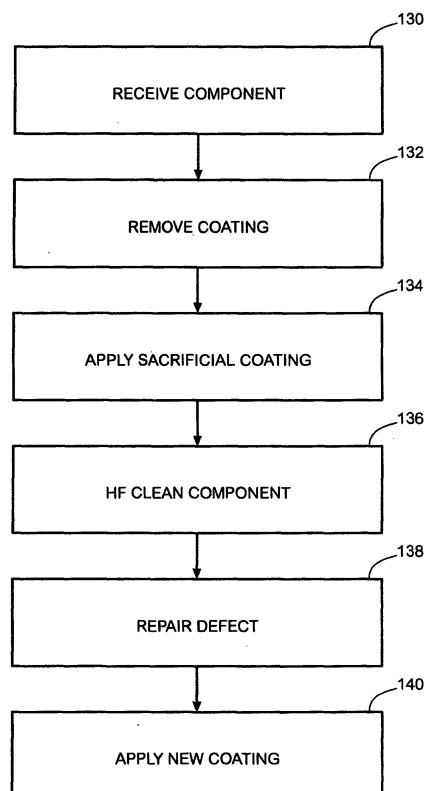 130
RECEIVE COMPONENT
132
REMOVE COATING
134
APPLY SACRIFICIAL COATING
136
HF CLEAN COMPONENT
138
REPAIR DEFECT
140
APPLY NEW COATING